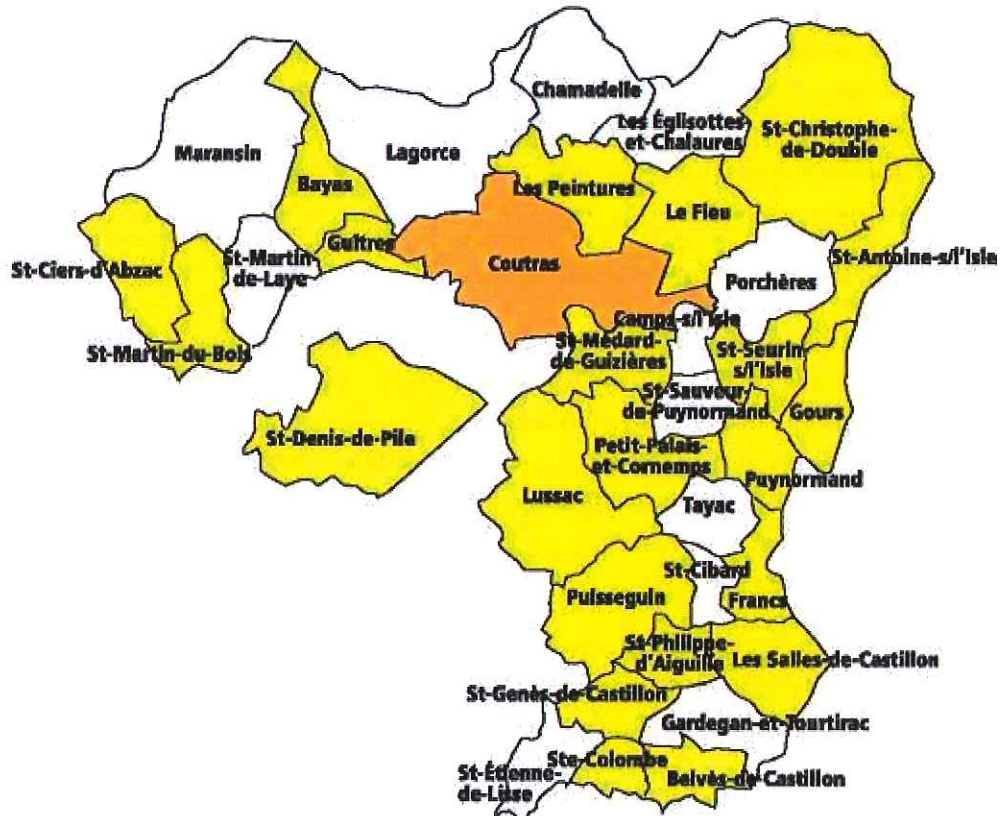 Chamadelle
Les Églisottes-
et-Chalaures
St-Christophe-
de-Double
Maransin
Lagorce
Bayas
Les Peintures
Le Fieu
Guîtres
St-Ciers-d'Abzac
St-Martin-
de-Laye
Coutras
Porchères
St-Antoine-s/l'Isle
Camps-s/l'Isle
St-Martin-du-Bois
St-Médard-
de-Guizières
St-Seurin-
s/l'Isle
St-Sauveur-
de-Puynormand
Gours
St-Denis-de-Pile
Petit-Palais-
et-Cornemps
Puynormand
Lussac
Tayac
St-Cibard
Puisseguin
Francs
St-Philippe-
d'Aiguille
Les Salles-de-Castillon
St-Genès-de-Castillon
Gardegan-et-Tourtirac
Ste-Colombe
St-Étienne-
de-Lisse
Belvès-de-Castillon